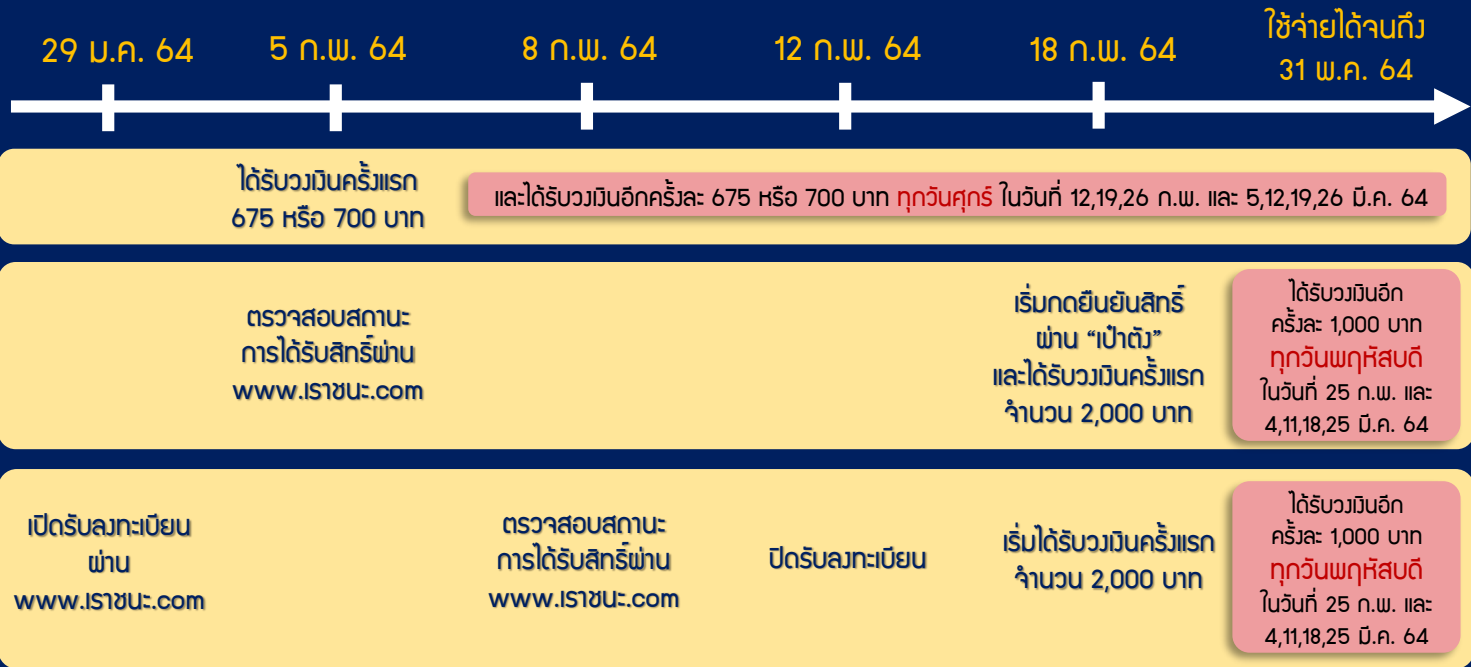 29 ม.ค. 64
5 ก.พ. 64
8 ก.พ. 64
12 ก.พ. 64
18 ก.พ. 64
ใช้จ่ายได้จนถึง
31 พ.ค. 64
ได้รับวงเงินครั้งแรก
675 หรือ 700 บาท
และได้รับวงเงินอีกครั้งละ 675 หรือ 700 บาท ทุกวันศุกร์ ในวันที่ 12,19,26 ก.พ. และ 5,12,19,26 มี.ค. 64
ตรวจสอบสถานะ
การได้รับสิทธิ์ผ่าน
www.เราชนะ.com
เริ่มกดยืนยันสิทธิ์
ผ่าน “เป๋าตัง”
และได้รับวงเงินครั้งแรก
จำนวน 2,000 บาท
ได้รับวงเงินอีก
ครั้งละ 1,000 บาท
ทุกวันพฤหัสบดี
ในวันที่ 25 ก.พ. และ
4,11,18,25 มี.ค. 64
เปิดรับลงทะเบียน
ผ่าน
www.เราชนะ.com
ตรวจสอบสถานะ
การได้รับสิทธิ์ผ่าน
www.เราชนะ.com
ปิดรับลงทะเบียน
เริ่มได้รับวงเงินครั้งแรก
จำนวน 2,000 บาท
ได้รับวงเงินอีก
ครั้งละ 1,000 บาท
ทุกวันพฤหัสบดี
ในวันที่ 25 ก.พ. และ
4,11,18,25 มี.ค. 64